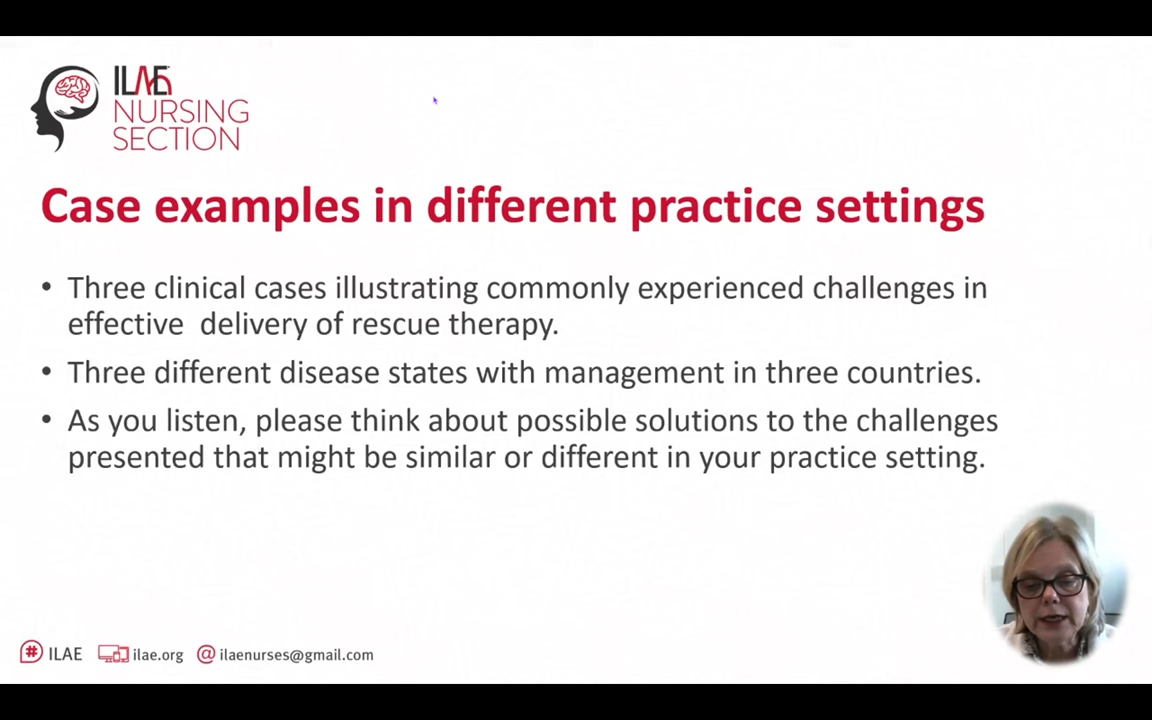 ILAE
NURSING
SECTION
Case examples in different practice settings
• Three clinical cases illustrating commonly experienced challenges in
effective  delivery of rescue therapy.
• Three different disease states with management in three countries.
• As you listen, please think about possible solutions to the challenges
presented that might be similar or different in your practice setting.
# ILAE ilae.org @ ilaenurses@gmail.com